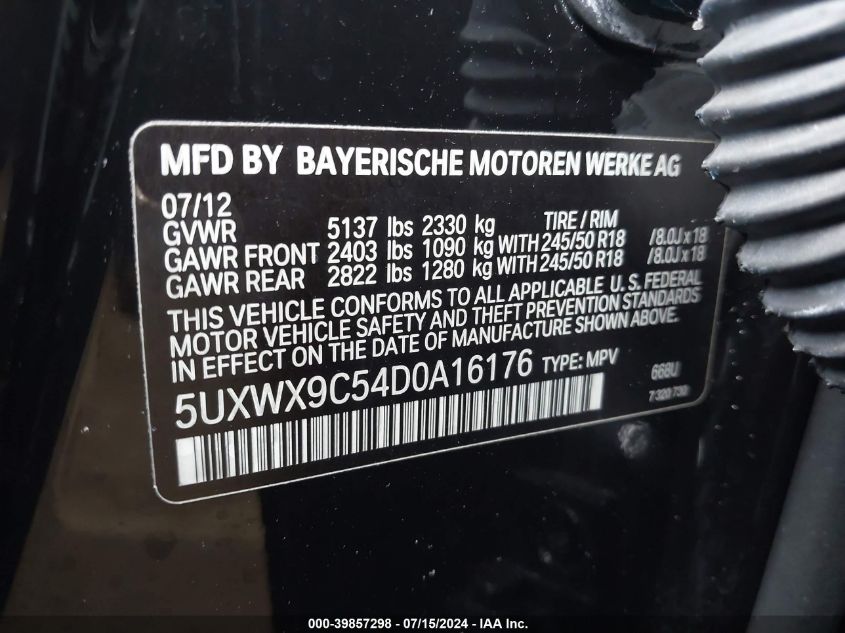 MFD BY BAYERISCHE MOTOREN WERKE AG
07/12
GVWR 5137 lbs 2330 kg TIRE / RIM
GAWR FRONT 2403 lbs 1090 kg WITH 245/50 R18 /8.0J x 18
GAWR REAR 2822 lbs 1280 kg WITH 245/50 R18 /8.0J x 18
THIS VEHICLE CONFORMS TO ALL APPLICABLE U.S. FEDERAL
MOTOR VEHICLE SAFETY AND THEFT PREVENTION STANDARDS
IN EFFECT ON THE DATE OF MANUFACTURE SHOWN ABOVE.
5UXWX9C54D0A16176 TYPE: MPV 668U
7 320 730
000-39857298 - 07/15/2024 - IAA Inc.